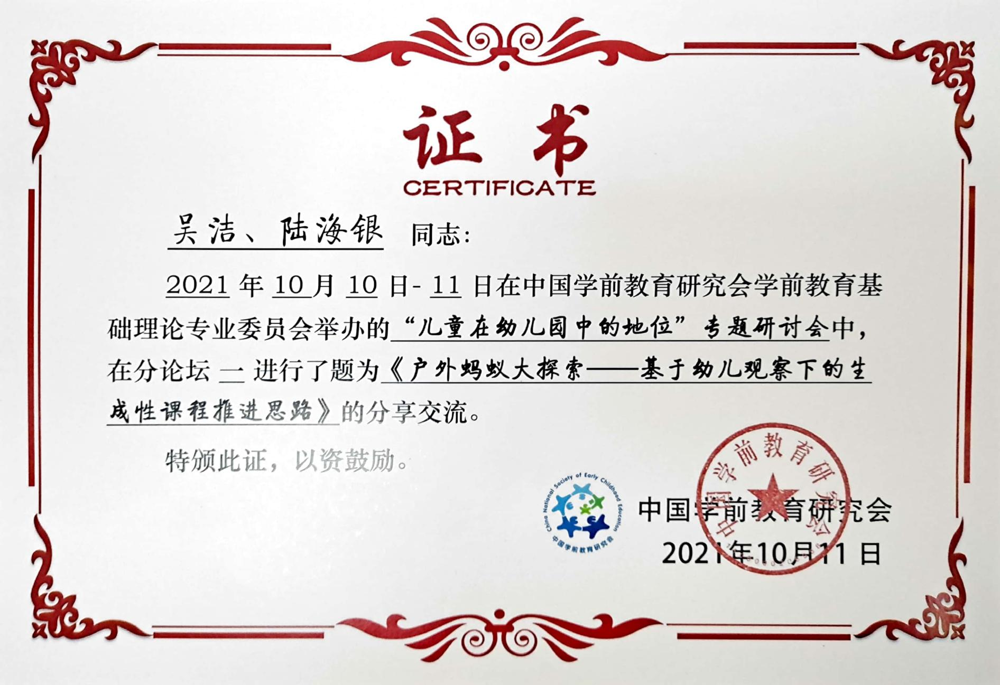 证书
CERTIFICATE
吴洁、陆海银 同志：
2021 年 10 月 10 日- 11 日在中国学前教育研究会学前教育基
础理论专业委员会举办的“儿童在幼儿园中的地位”专题研讨会中，
在分论坛 一 进行了题为《户外蚂蚁大探索——基于幼儿观察下的生
成性课程推进思路》的分享交流。
特颁此证，以资鼓励。
China National Society of Early Childhood Education
中国学前教育研究会
中国学前教育研究会
中国学前教育研究会
2021年10月11日